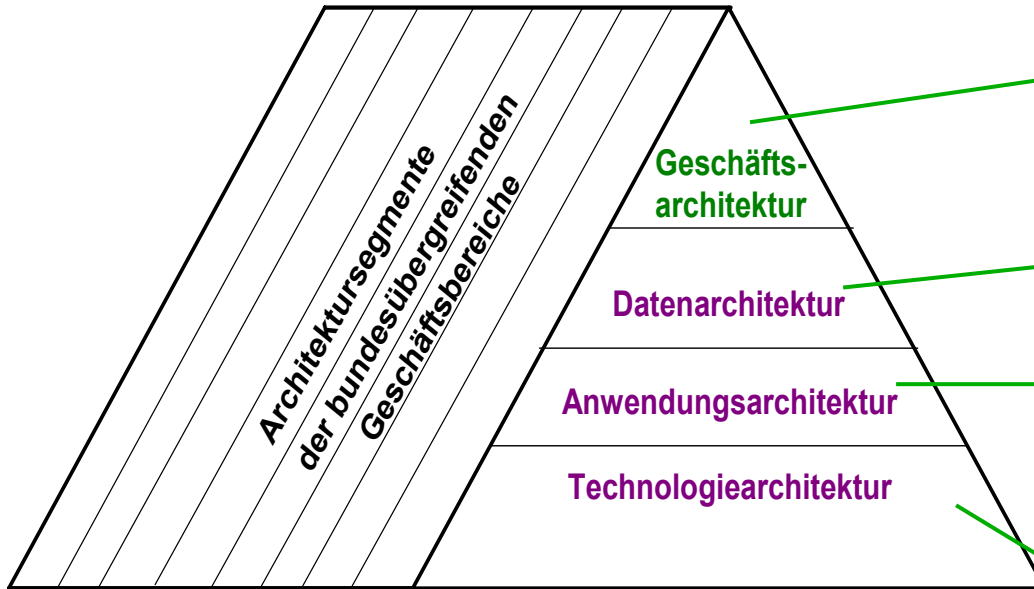 Architektursegmente
der bundesübergreifenden
Geschäftsbereiche
Geschäfts-
architektur
Datenarchitektur
Anwendungsarchitektur
Technologiearchitektur